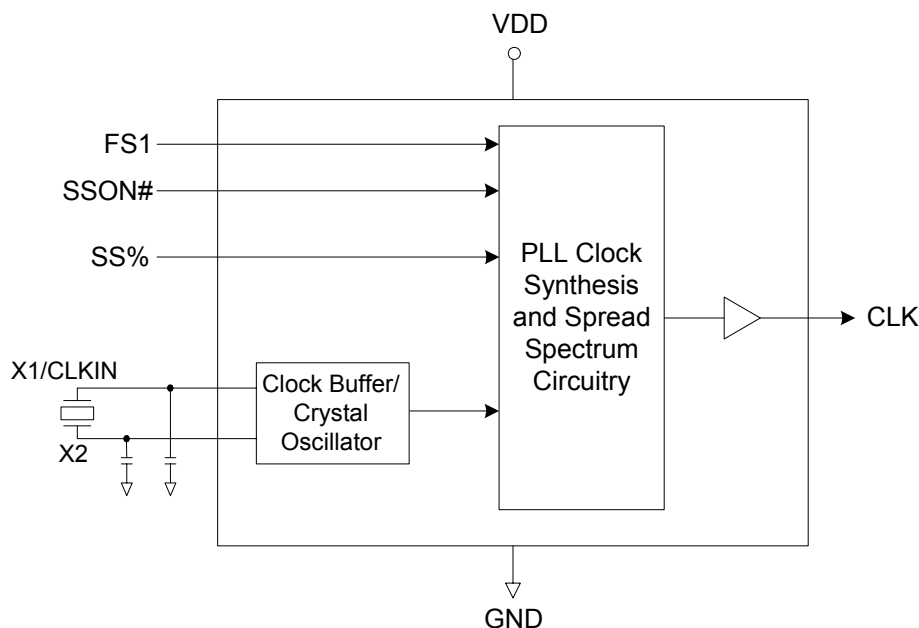 VDD
FS1
SSON#
SS%
PLL Clock
Synthesis
and Spread
Spectrum
Circuitry
CLK
X1/CLKIN
Clock Buffer/
Crystal
Oscillator
X2
GND